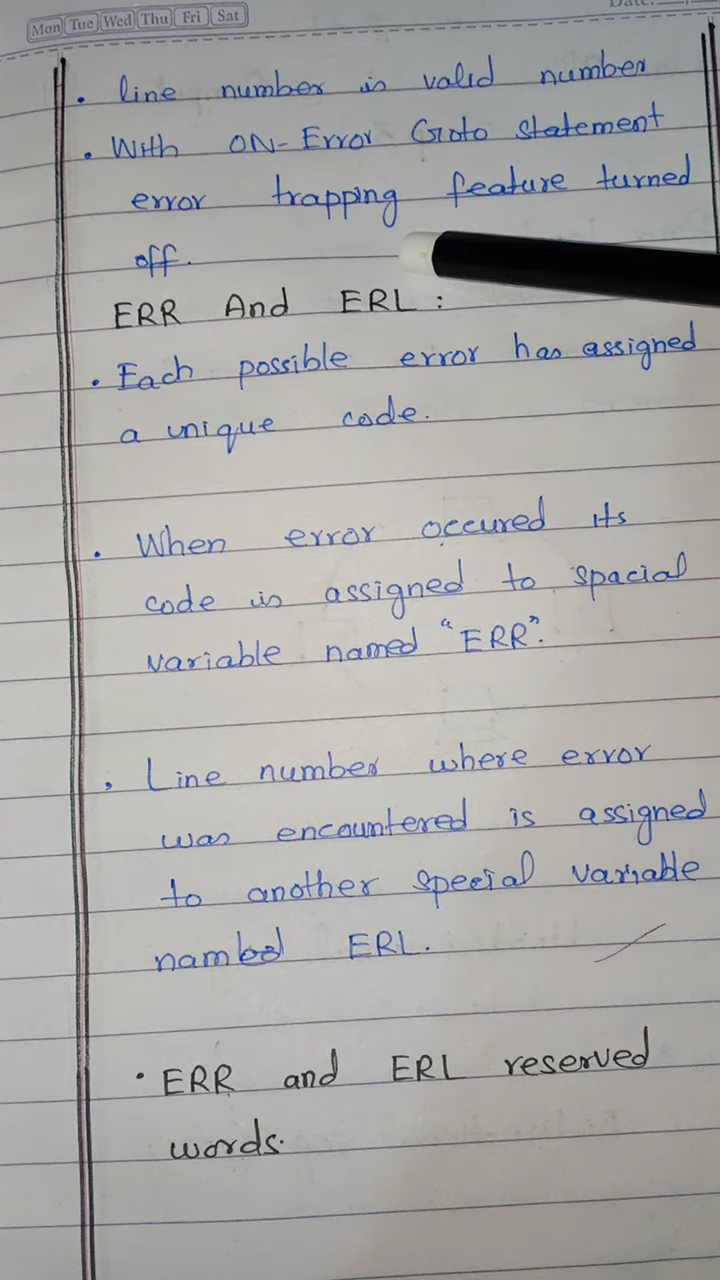 Mon Tue Wed Thu Fri Sat
• line number is valid number
• With ON-Error Goto statement
error trapping feature turned
off.
ERR And ERL :
• Each possible error has assigned
a unique code.
• When error occured its
code is assigned to spacial
variable named "ERR".
• Line number where error
was encountered is assigned
to another special variable
named ERL.
• ERR and ERL reserved
words.